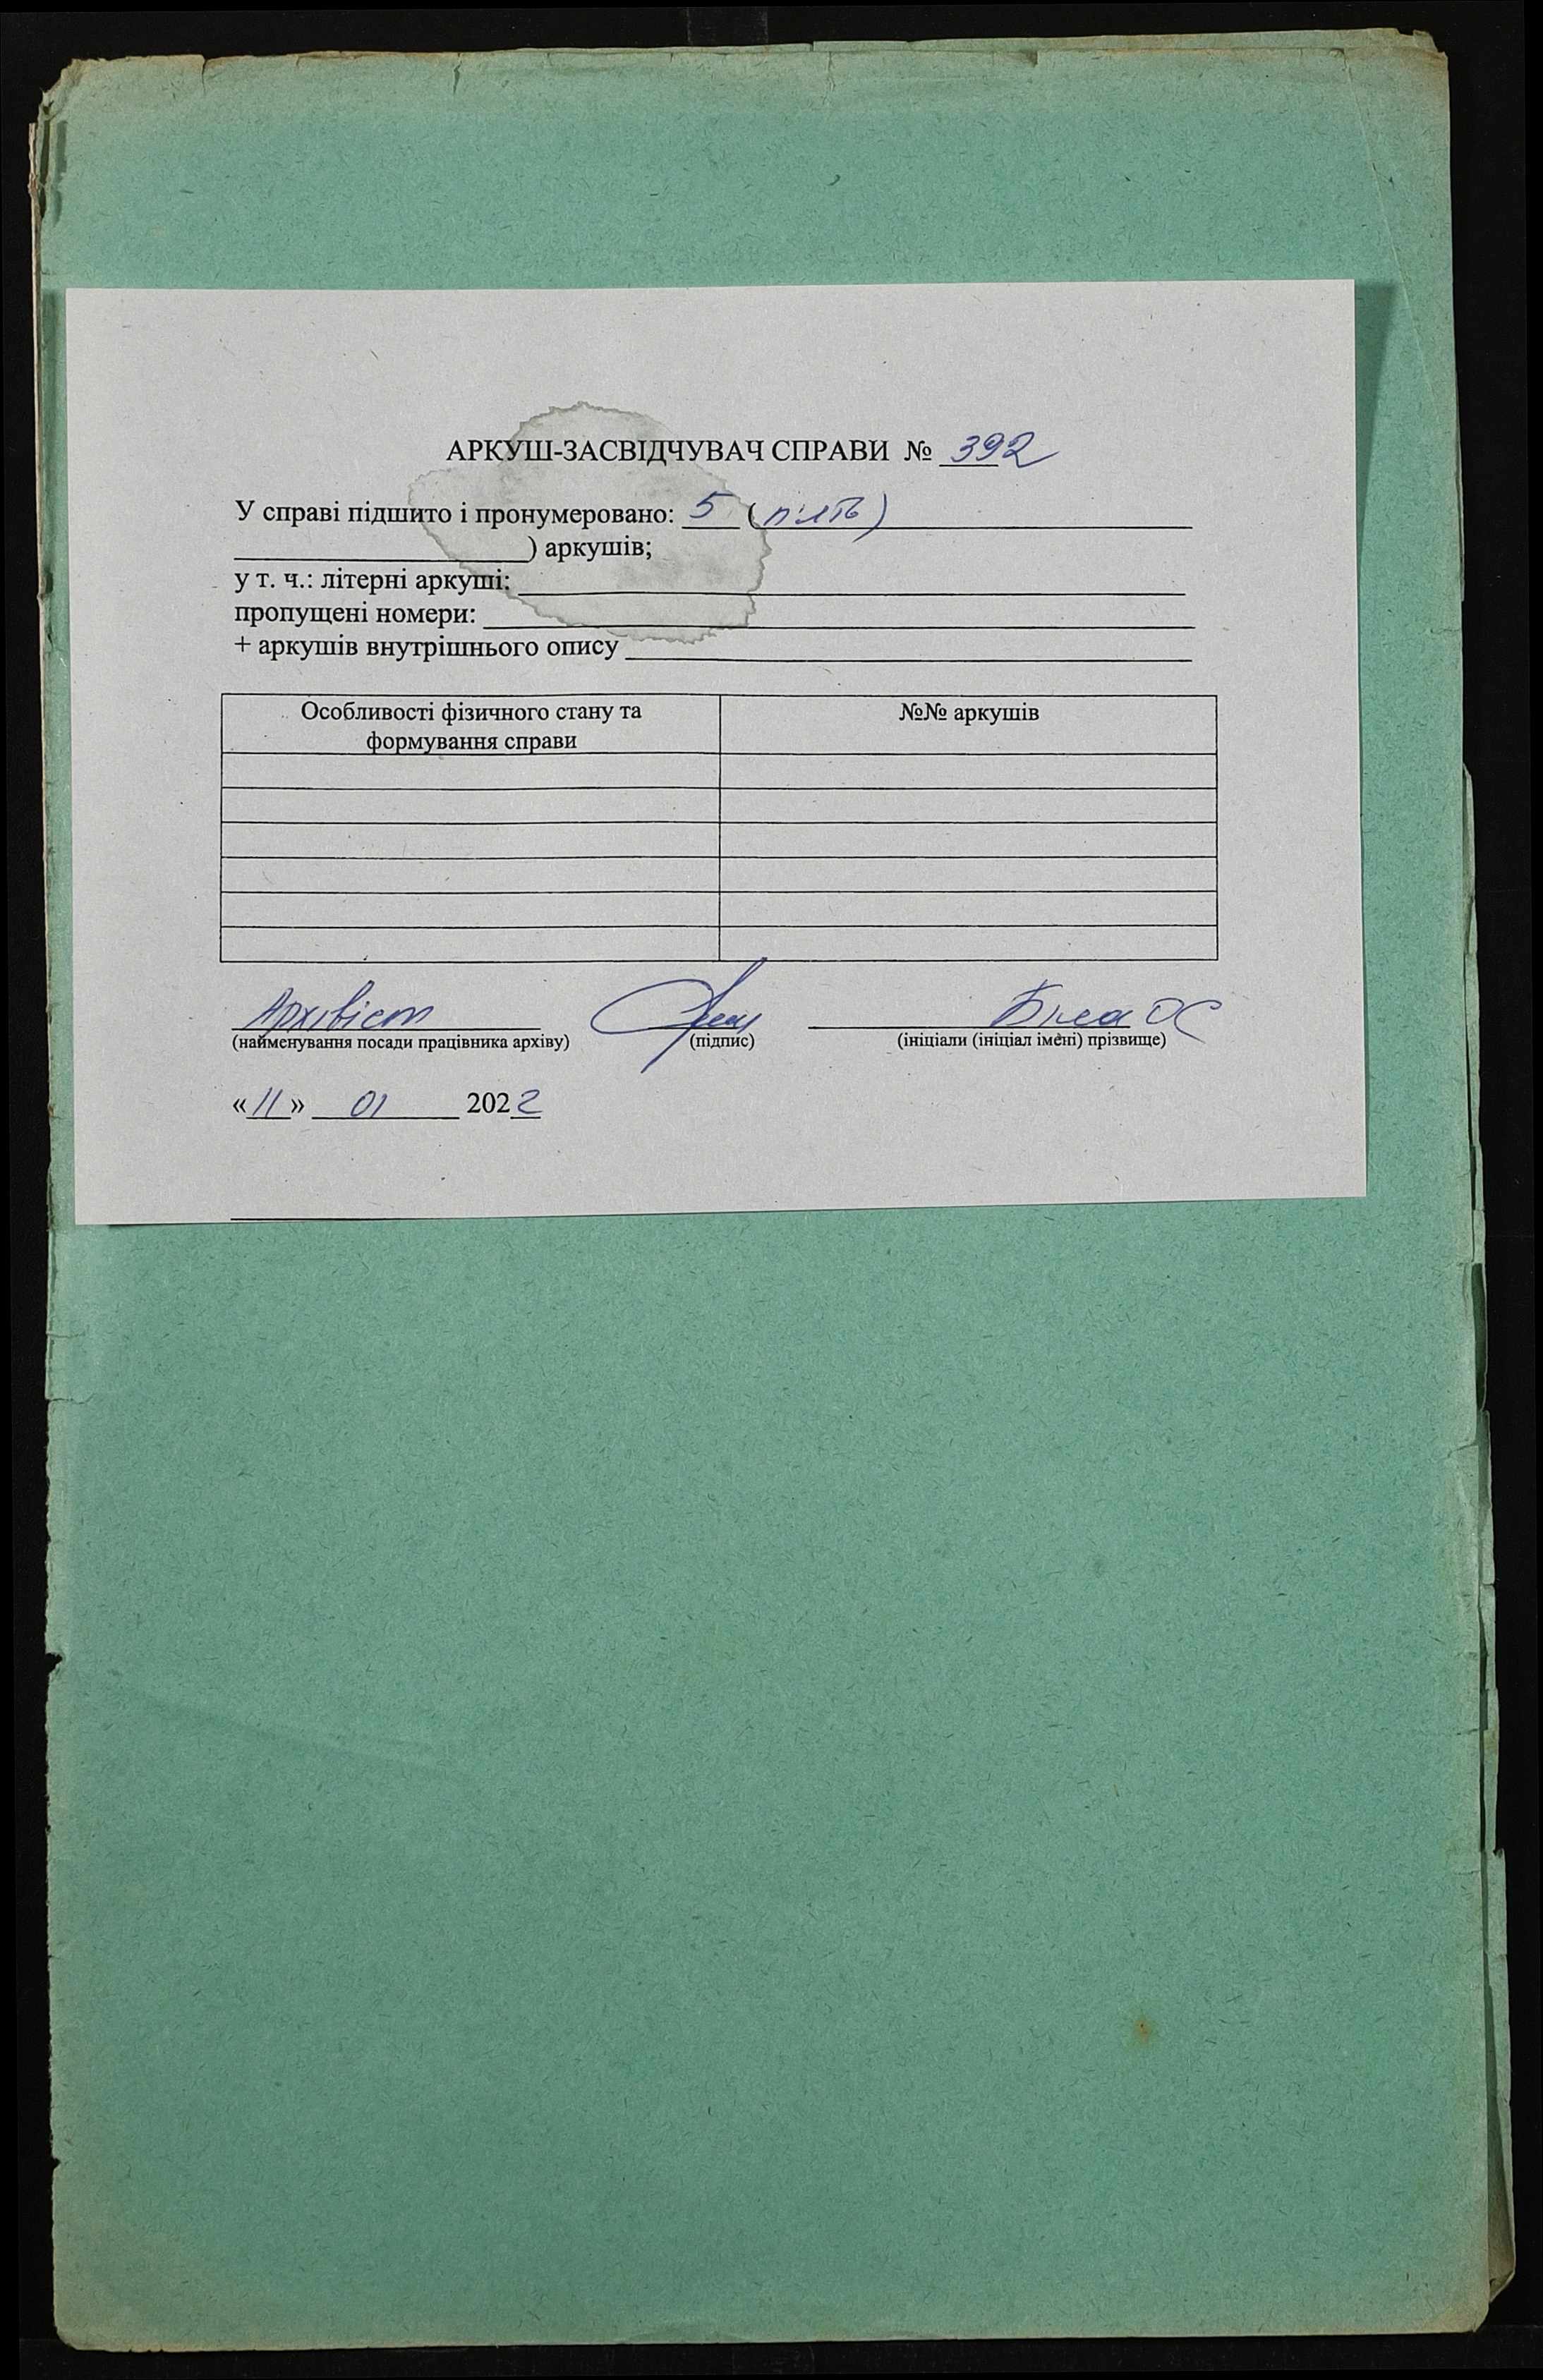 АРКУШ-ЗАСВІДЧУВАЧ СПРАВИ № 392
У справі підшито і пронумеровано: 5 (п'ять)
) аркушів;
у т. ч.: літерні аркуші:
пропущені номери:
+ аркушів внутрішнього опису
Особливості фізичного стану та
формування справи
№№ аркушів
Архівіст Біла ОС
(найменування посади працівника архіву) (підпис) (ініціали (ініціал імені) прізвище)
«11» 01 2022